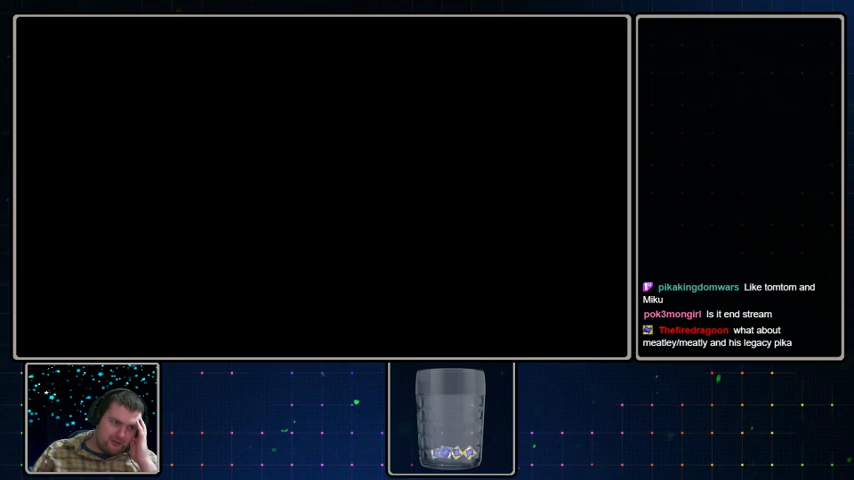 pikakingdomwars Like tomtom and
Miku
pok3mongirl Is it end stream
Thefiredragoon what about
meatley/meatly and his legacy pika